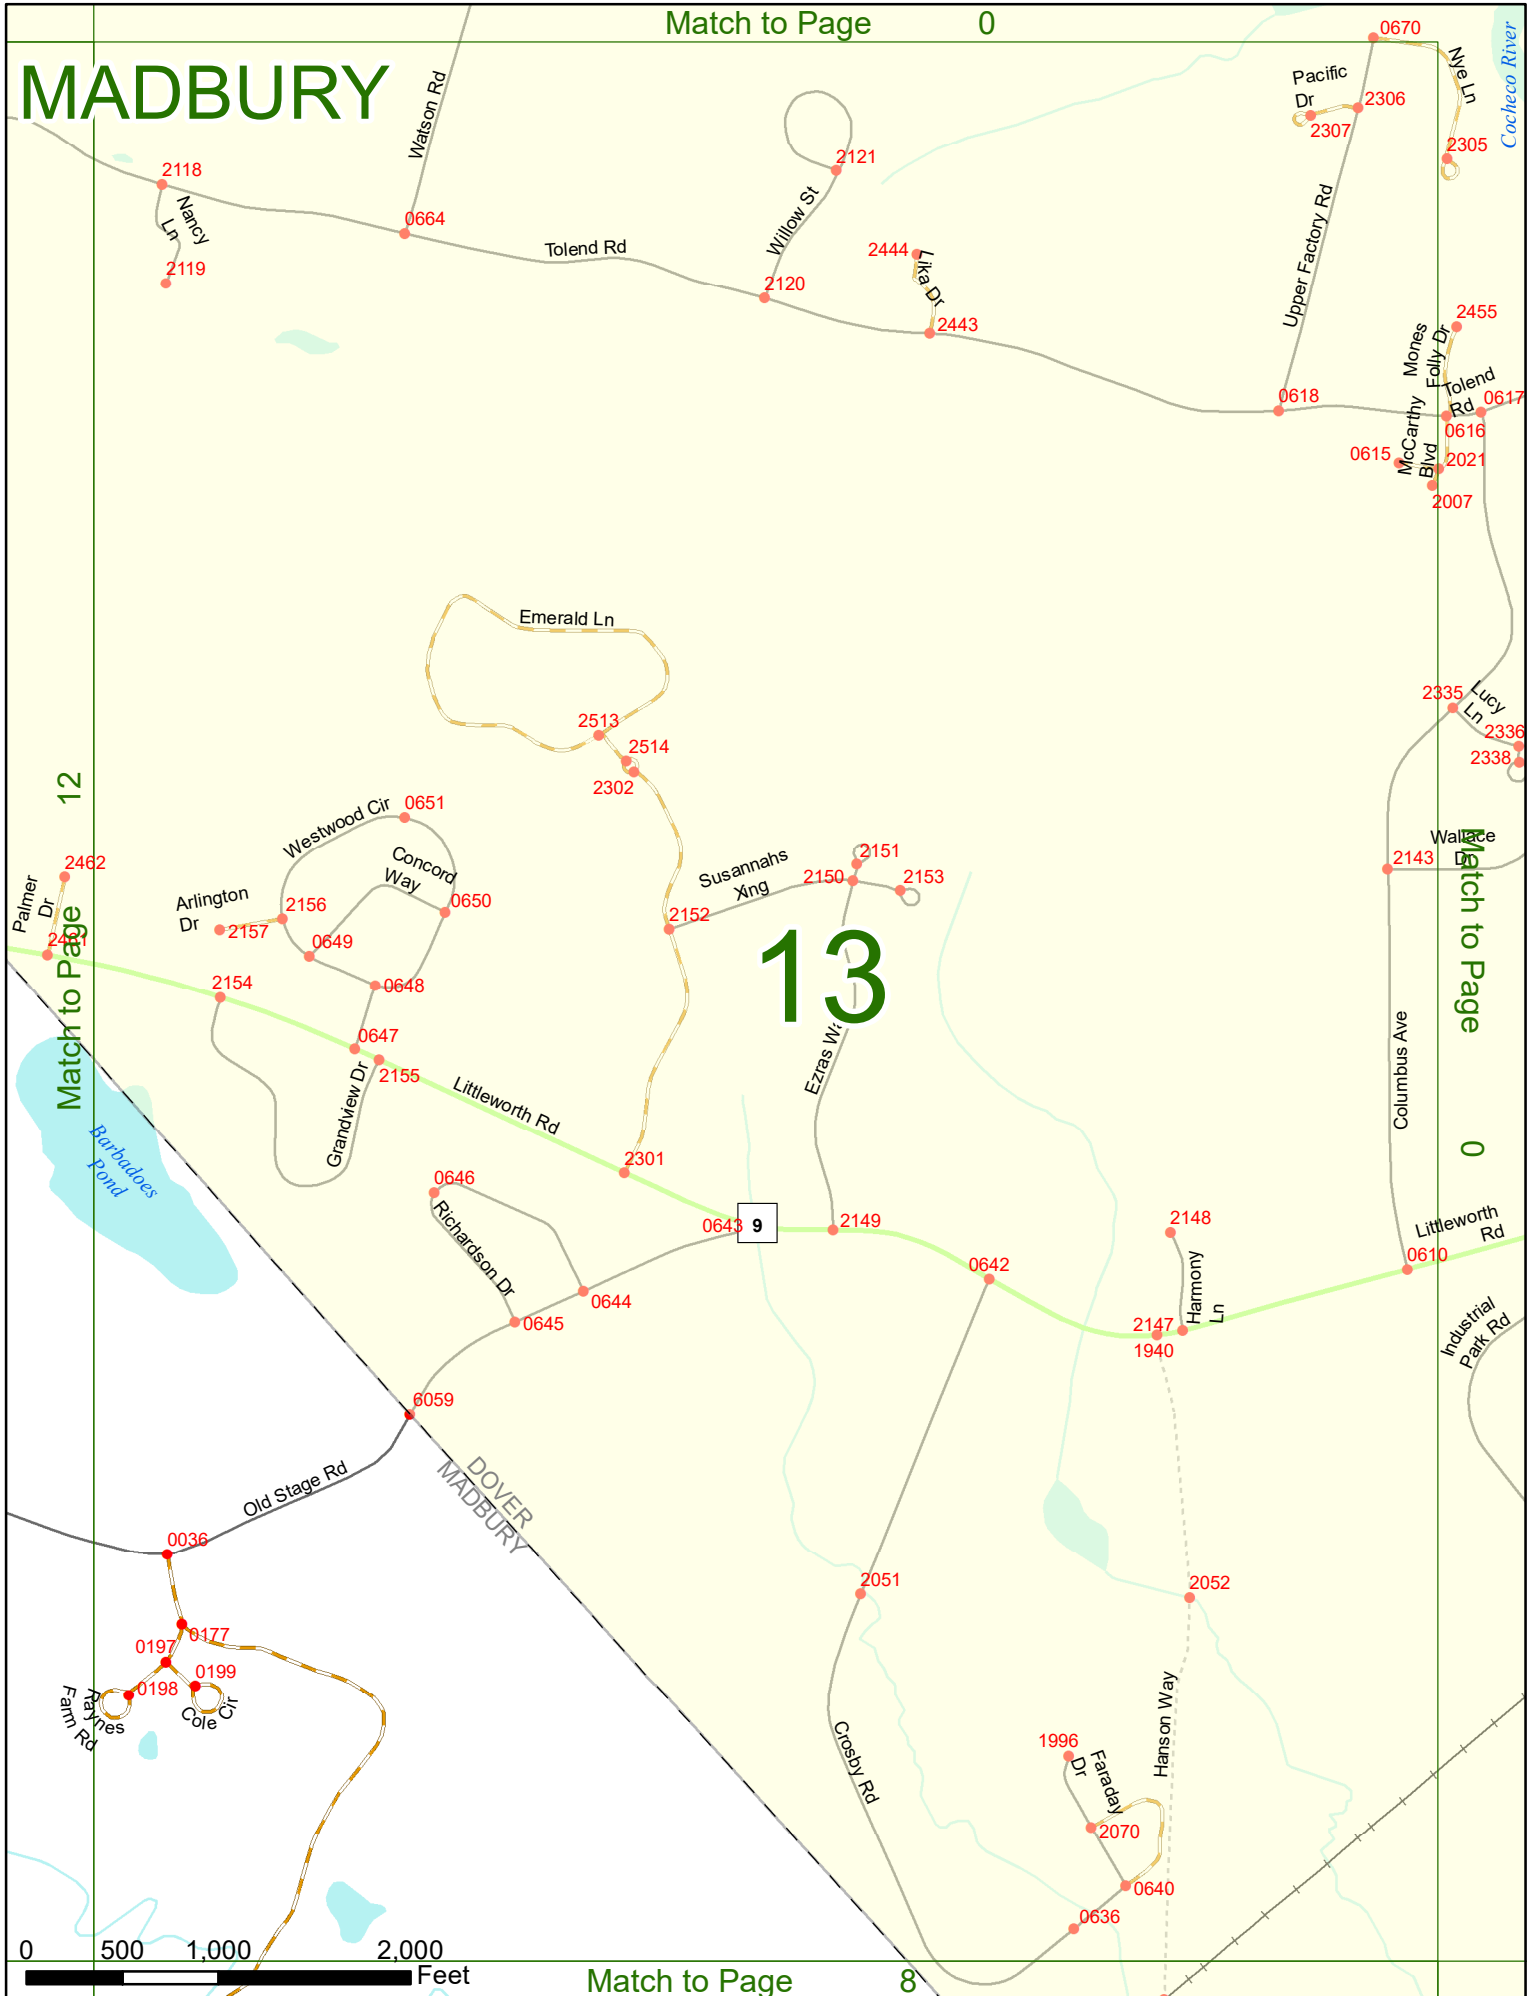 Match to Page 0
MADBURY
Cocheco River
0670
Nye Ln
Pacific
Dr
2306
2307
2305
Watson Rd
2118
Nancy
Ln
2119
0664
Tolend Rd
2121
Willow St
2120
2444
Lika Dr
2443
Upper Factory Rd
0618
2455
Mones
Folly Dr
Tolend
Rd
0617
0616
McCarthy
Blvd
0615
2021
2007
Emerald Ln
2513
2514
2302
2335
Lucy
Ln
2336
2338
Match to Page 12
Westwood Cir
0651
Concord
Way
0650
2462
Palmer
Dr
2461
Arlington
Dr
2156
2157
0649
0648
2154
0647
2155
Grandview Dr
Littleworth Rd
Susannahs
Xing
2151
2150
2153
2152
13
Ezras Wa
2143
Wallace
Dr
Match to Page 0
Columbus Ave
Barbadoes
Pond
2301
0646
Richardson Dr
0643
9
2149
0644
0645
0642
2148
Harmony
Ln
2147
1940
0610
Littleworth
Rd
Industrial
Park Rd
6059
Old Stage Rd
DOVER
MADBURY
0036
0177
0197
0199
0198
Raynes
Farm Rd
Cole Cir
2051
2052
Hanson Way
Crosby Rd
1996
Faraday
Dr
2070
0640
0636
0 500 1,000 2,000
Feet
Match to Page 8